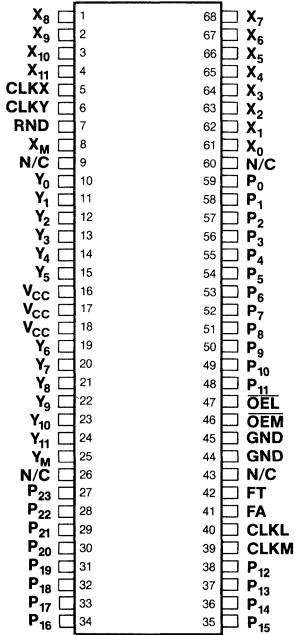 X8 1 68 X7
X9 2 67 X6
X10 3 66 X5
X11 4 65 X4
CLKX 5 64 X3
CLKY 6 63 X2
RND 7 62 X1
XM 8 61 X0
N/C 9 60 N/C
Y0 10 59 P0
Y1 11 58 P1
Y2 12 57 P2
Y3 13 56 P3
Y4 14 55 P4
Y5 15 54 P5
VCC 16 53 P6
VCC 17 52 P7
VCC 18 51 P8
Y6 19 50 P9
Y7 20 49 P10
Y8 21 48 P11
Y9 22 47 O̅E̅L̅
Y10 23 46 O̅E̅M̅
Y11 24 45 GND
YM 25 44 GND
N/C 26 43 N/C
P23 27 42 FT
P22 28 41 FA
P21 29 40 CLKL
P20 30 39 CLKM
P19 31 38 P12
P18 32 37 P13
P17 33 36 P14
P16 34 35 P15